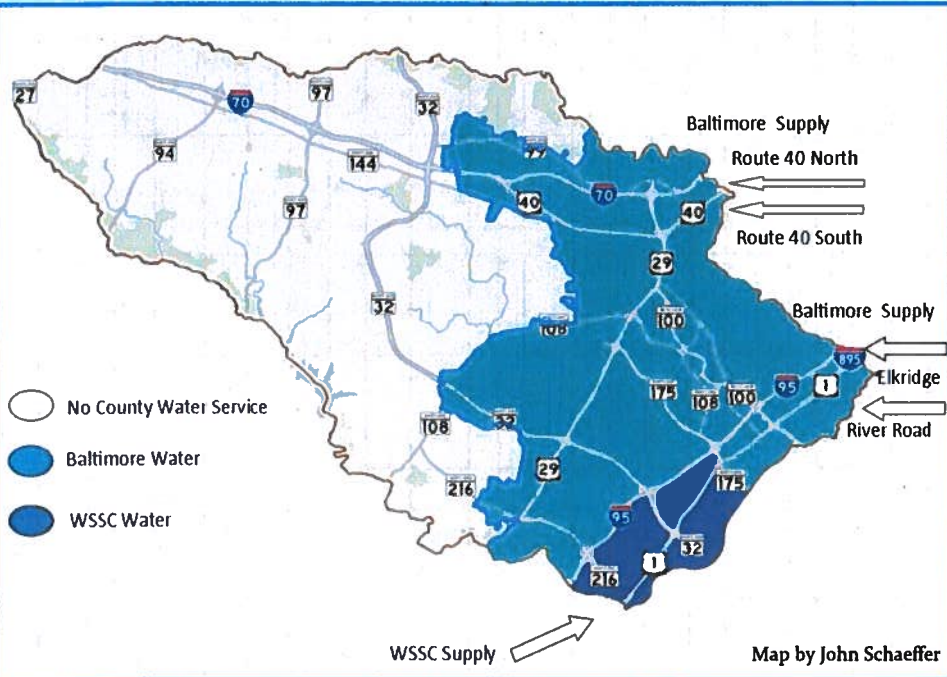 27
70
97
32
94
144
97
99
40
70
40
29
32
108
100
Baltimore Supply
Route 40 North
Route 40 South
Baltimore Supply
895
Elkridge
River Road
95
1
175
108
100
No County Water Service
Baltimore Water
WSSC Water
108
32
216
29
175
95
32
1
216
WSSC Supply
Map by John Schaeffer